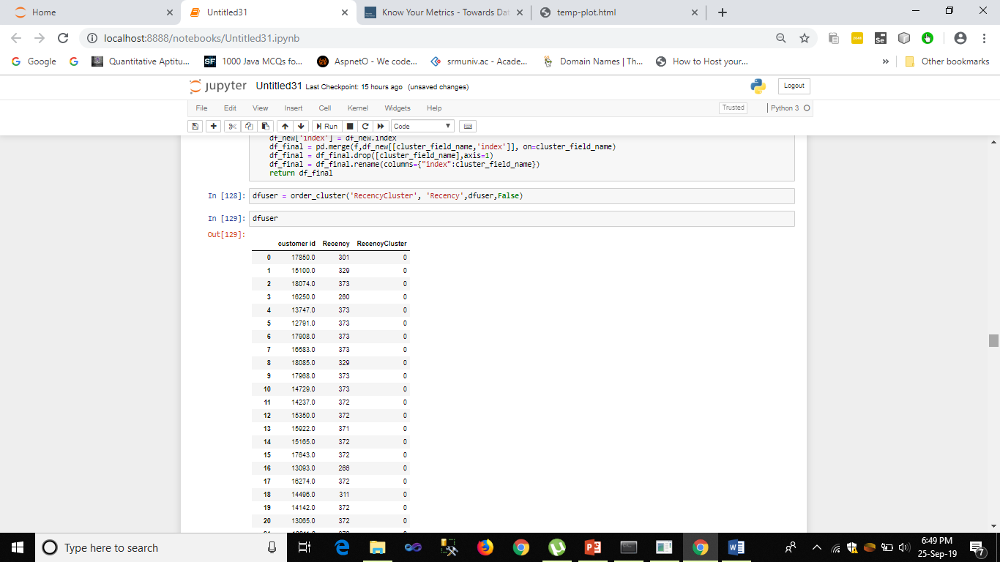 Home
Untitled31
Know Your Metrics - Towards Dat
temp-plot.html
localhost:8888/notebooks/Untitled31.ipynb
Google
Quantitative Aptitu...
SF 1000 Java MCQs fo...
AspnetO - We code...
srmuniv.ac - Acade...
Domain Names | Th...
How to Host your...
»
Other bookmarks
jupyter Untitled31 Last Checkpoint: 15 hours ago (unsaved changes)
Logout
File Edit View Insert Cell Kernel Widgets Help
Trusted
Python 3
Run
Code
df_new['index'] = df_new.index
df_final = pd.merge(f,df_new[[cluster_field_name,'index']], on=cluster_field_name)
df_final = df_final.drop([cluster_field_name],axis=1)
df_final = df_final.rename(columns={"index":cluster_field_name})
return df_final
In [128]: dfuser = order_cluster('RecencyCluster', 'Recency',dfuser,False)
In [129]: dfuser
Out[129]:
customer id Recency RecencyCluster
0 17850.0 301 0
1 15100.0 329 0
2 18074.0 373 0
3 16250.0 260 0
4 13747.0 373 0
5 12791.0 373 0
6 17908.0 373 0
7 16583.0 373 0
8 18085.0 329 0
9 17968.0 373 0
10 14729.0 373 0
11 14237.0 372 0
12 15350.0 372 0
13 15922.0 371 0
14 15165.0 372 0
15 17643.0 372 0
16 13093.0 266 0
17 16274.0 372 0
18 14496.0 311 0
19 14142.0 372 0
20 13065.0 372 0
Type here to search
6:49 PM
25-Sep-19
7